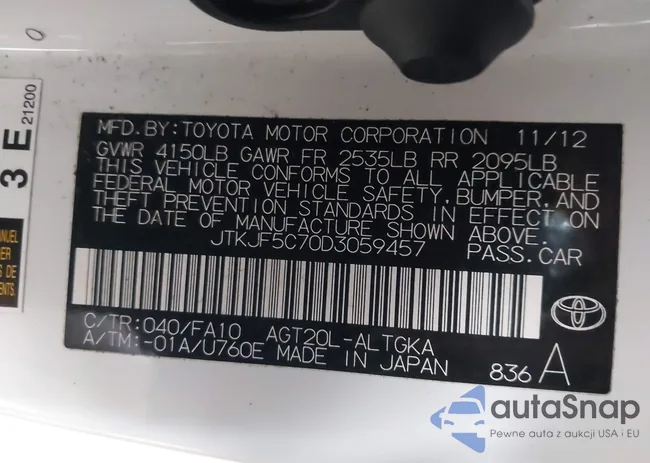 3 E 21200
MFD.BY:TOYOTA MOTOR CORPORATION 11/12
GVWR 4150LB GAWR FR 2535LB RR 2095LB
THIS VEHICLE CONFORMS TO ALL APPLICABLE
FEDERAL MOTOR VEHICLE SAFETY,BUMPER,AND
THEFT PREVENTION STANDARDS IN EFFECT ON
THE DATE OF MANUFACTURE SHOWN ABOVE.
JTKJF5C70D3059457 PASS.CAR
C/TR:040/FA10 AGT20L-ALTGKA
A/TM:-01A/U760E MADE IN JAPAN
836 A
TOYOTA
autaSnap
Pewne auta z aukcji USA i EU